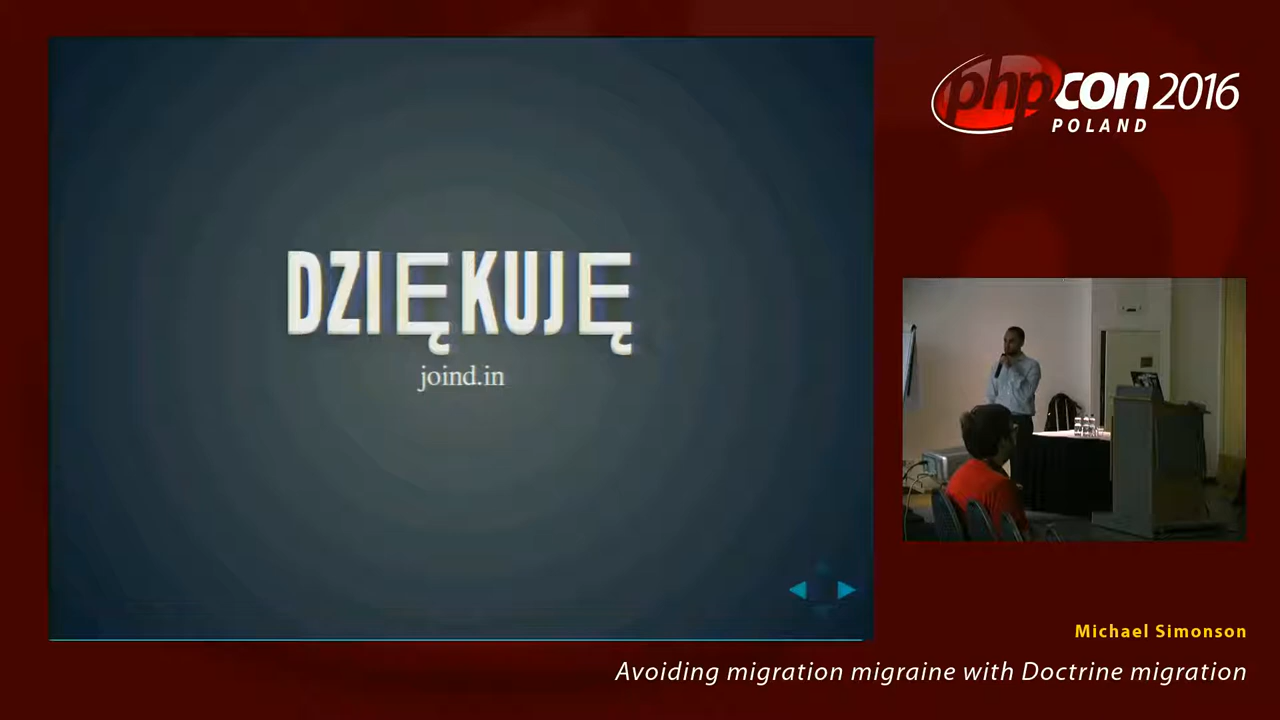 DZIĘKUJĘ
joind.in
phpcon 2016
POLAND
Michael Simonson
Avoiding migration migraine with Doctrine migration